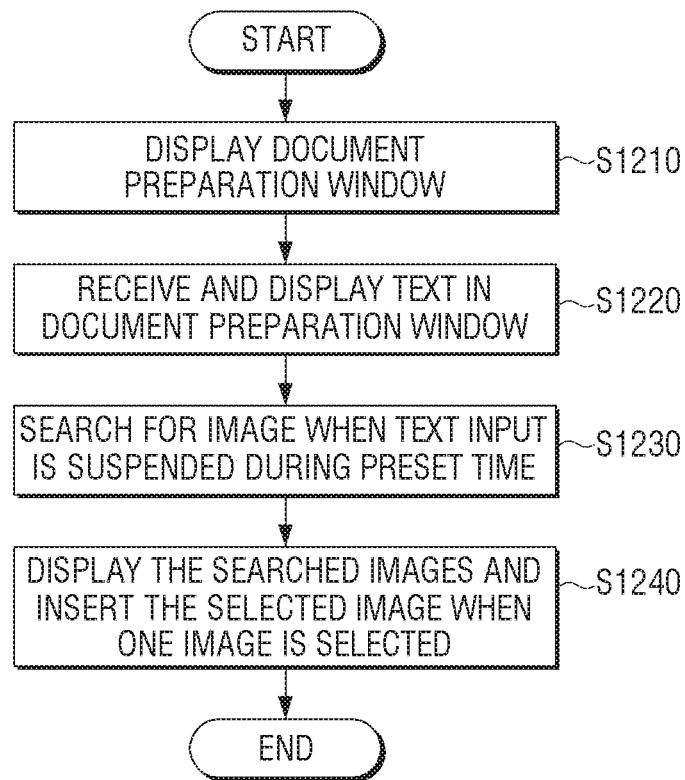 START
DISPLAY DOCUMENT
PREPARATION WINDOW
S1210
RECEIVE AND DISPLAY TEXT IN
DOCUMENT PREPARATION WINDOW
S1220
SEARCH FOR IMAGE WHEN TEXT INPUT
IS SUSPENDED DURING PRESET TIME
S1230
DISPLAY THE SEARCHED IMAGES AND
INSERT THE SELECTED IMAGE WHEN
ONE IMAGE IS SELECTED
S1240
END